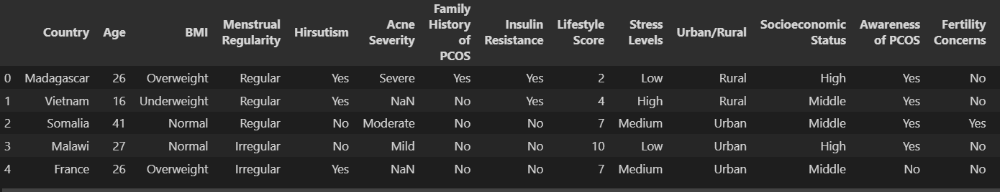 Country Age BMI Menstrual Regularity Hirsutism Acne Severity Family History of PCOS Insulin Resistance Lifestyle Score Stress Levels Urban/Rural Socioeconomic Status Awareness of PCOS Fertility Concerns
0 Madagascar 26 Overweight Regular Yes Severe Yes Yes 2 Low Rural High Yes No
1 Vietnam 16 Underweight Regular Yes NaN No Yes 4 High Rural Middle Yes No
2 Somalia 41 Normal Regular No Moderate No No 7 Medium Urban Middle Yes Yes
3 Malawi 27 Normal Irregular No Mild No No 10 Low Urban High Yes No
4 France 26 Overweight Irregular Yes NaN No No 7 Medium Urban Middle No No